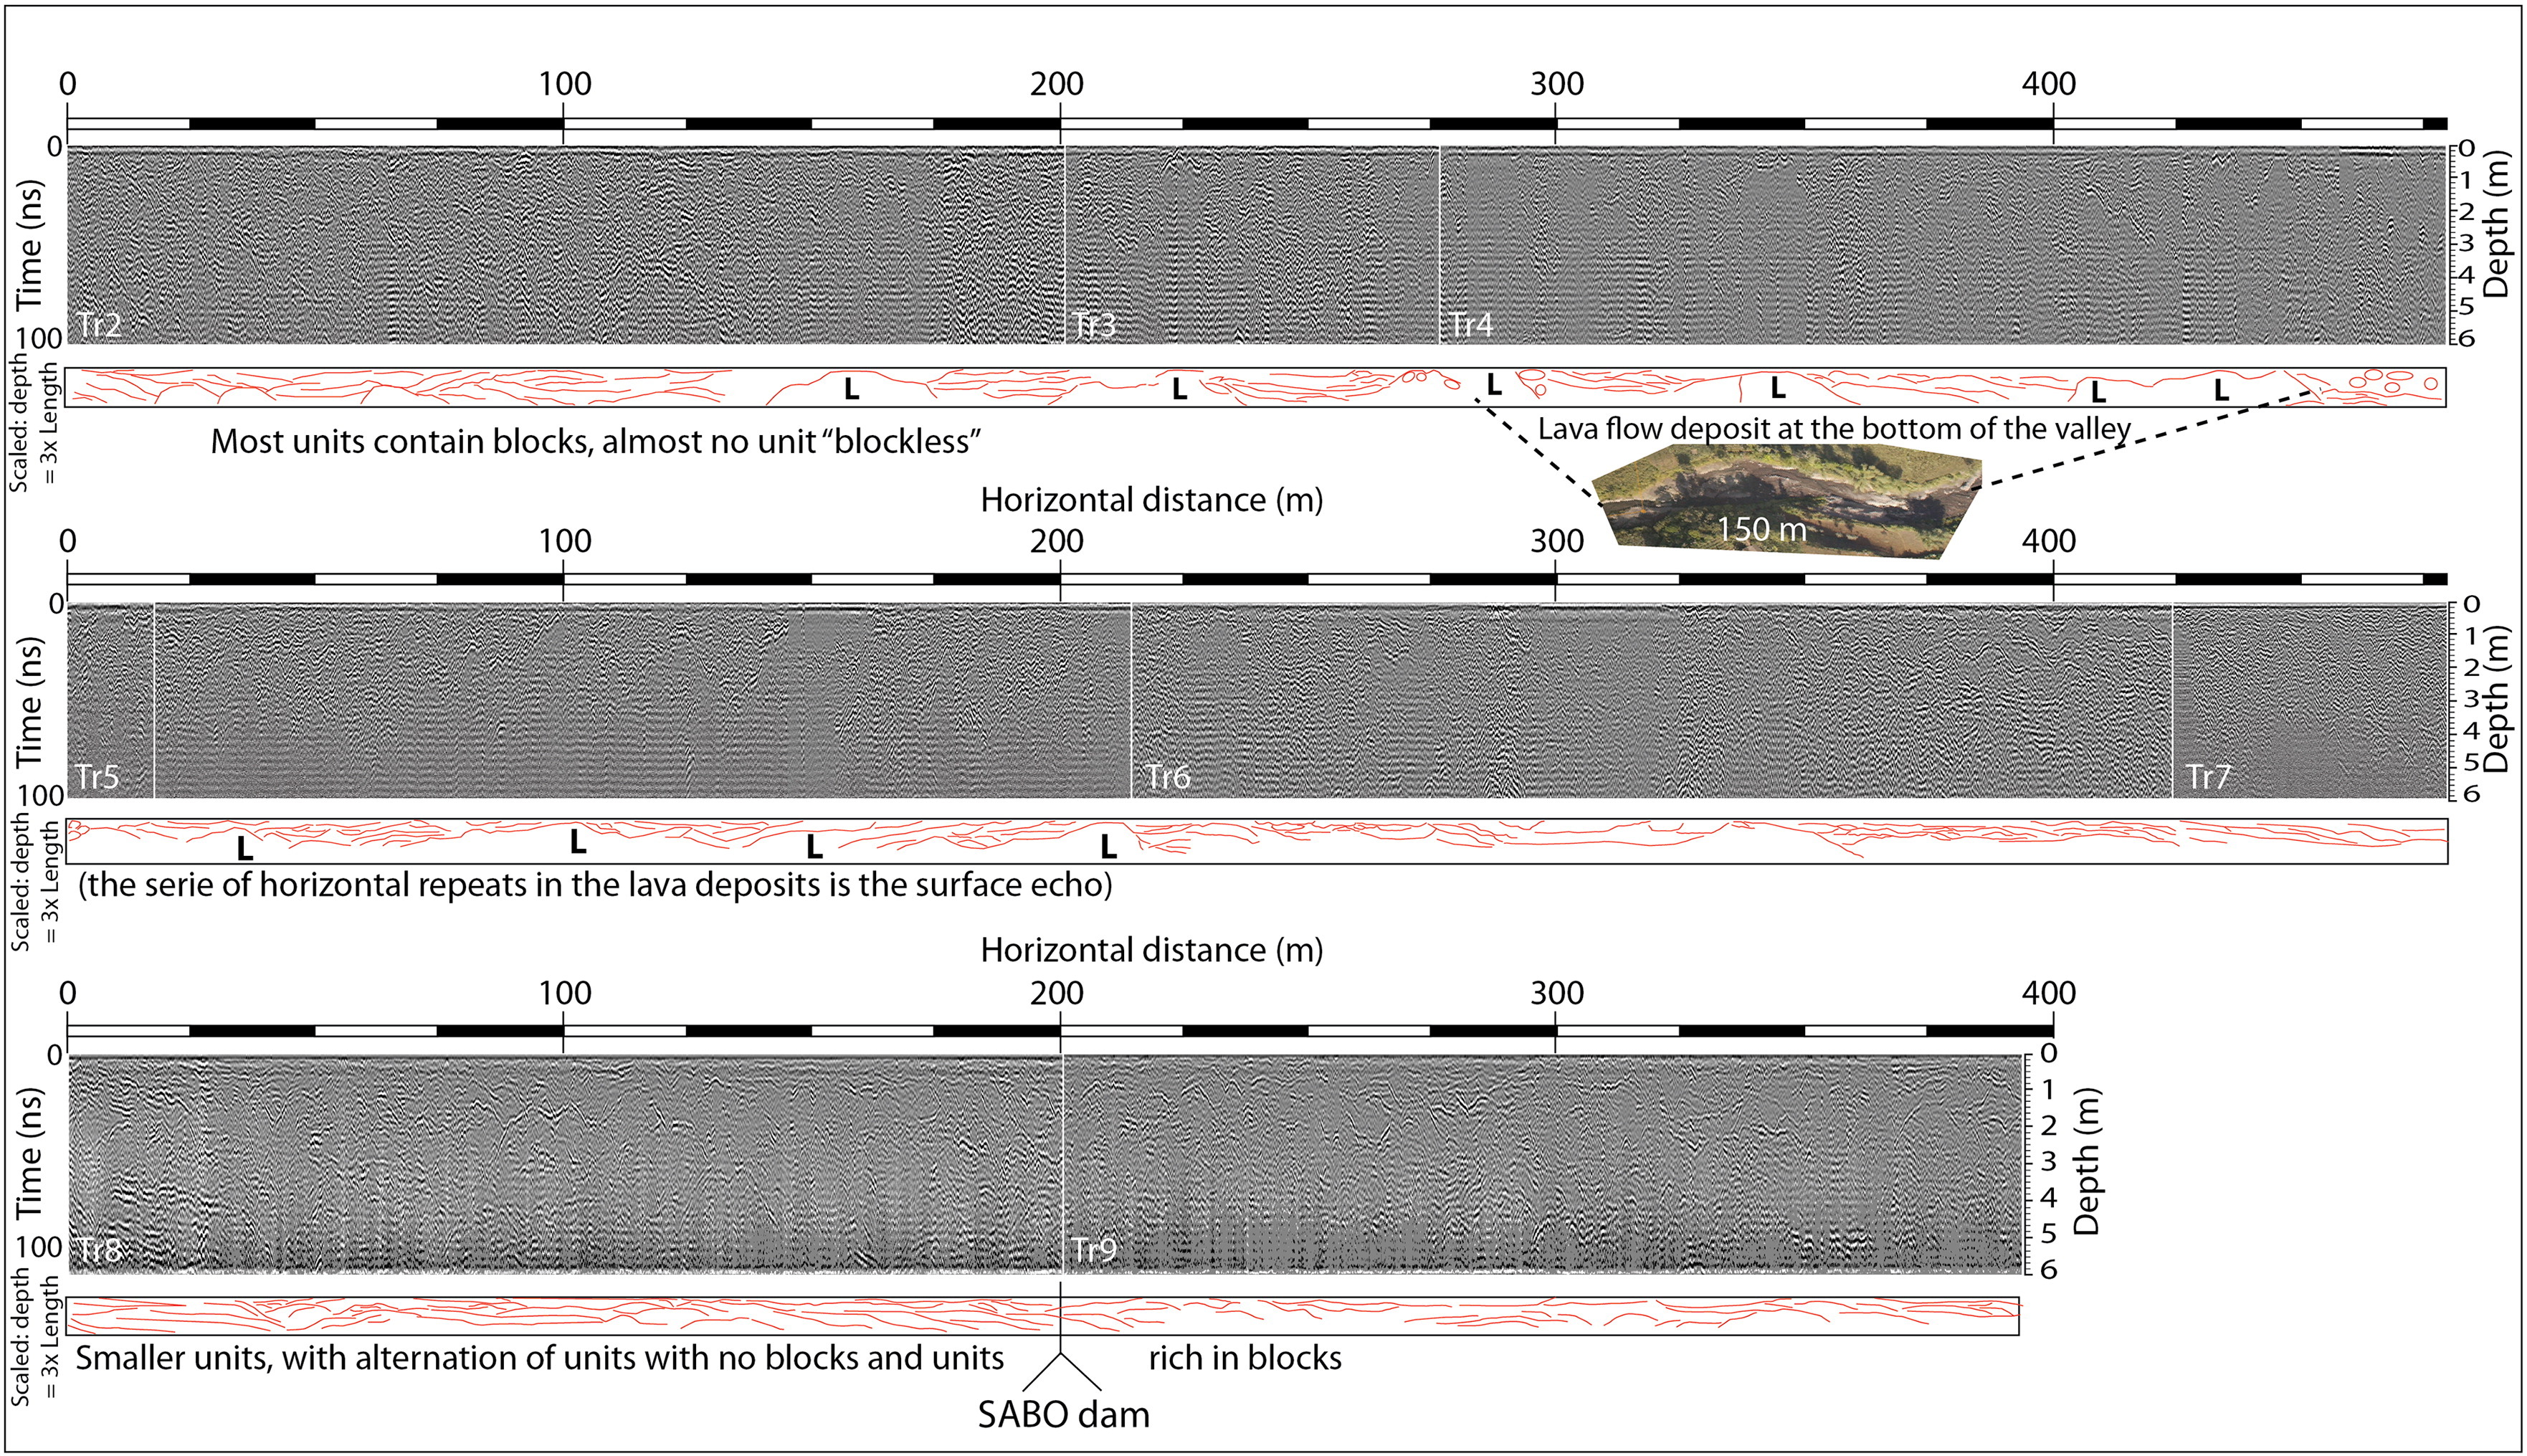 0 100 200 300 400
0 0
1
2
3
4
5
100 6
Time (ns)
Depth (m)
Tr2 Tr3 Tr4
Scaled: depth
= 3x Length
L L L L L L
Most units contain blocks, almost no unit “blockless”
Lava flow deposit at the bottom of the valley
150 m
Horizontal distance (m)
0 100 200 300 400
0 0
1
2
3
4
5
100 6
Time (ns)
Depth (m)
Tr5 Tr6 Tr7
Scaled: depth
= 3x Length
L L L L
(the serie of horizontal repeats in the lava deposits is the surface echo)
Horizontal distance (m)
0 100 200 300 400
0 0
1
2
3
4
5
100 6
Time (ns)
Depth (m)
Tr8 Tr9
Scaled: depth
= 3x Length
Smaller units, with alternation of units with no blocks and units rich in blocks
SABO dam